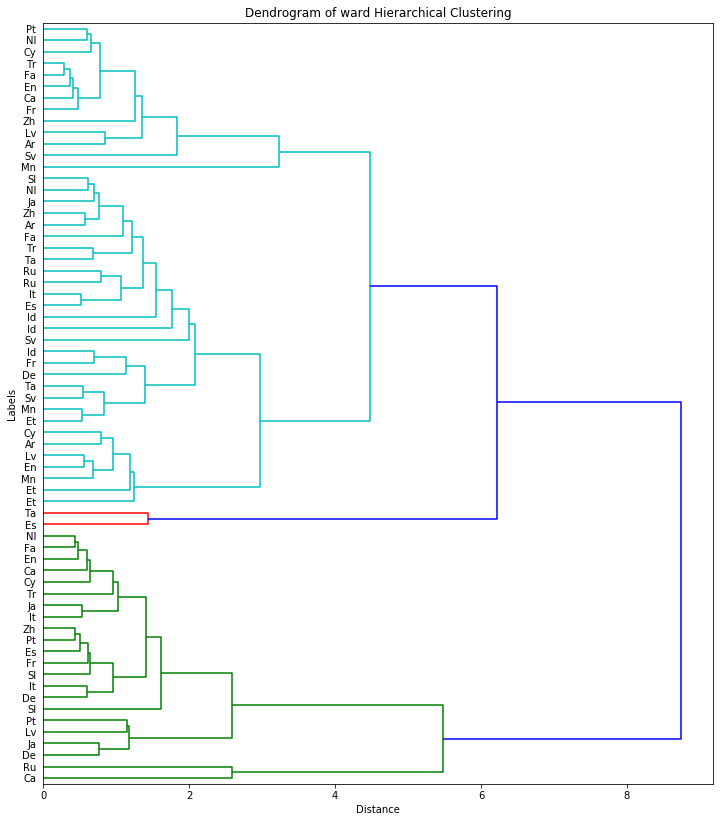 Dendrogram of ward Hierarchical Clustering
Pt
Nl
Cy
Tr
Fa
En
Ca
Fr
Zh
Lv
Ar
Sv
Mn
Sl
Nl
Ja
Zh
Ar
Fa
Tr
Ta
Ru
Ru
It
Es
Id
Id
Sv
Id
Fr
De
Ta
Sv
Mn
Et
Cy
Ar
Lv
En
Mn
Et
Et
Ta
Es
Nl
Fa
En
Ca
Cy
Tr
Ja
It
Zh
Pt
Es
Fr
Sl
It
De
Sl
Pt
Lv
Ja
De
Ru
Ca
Labels
0 2 4 6 8
Distance